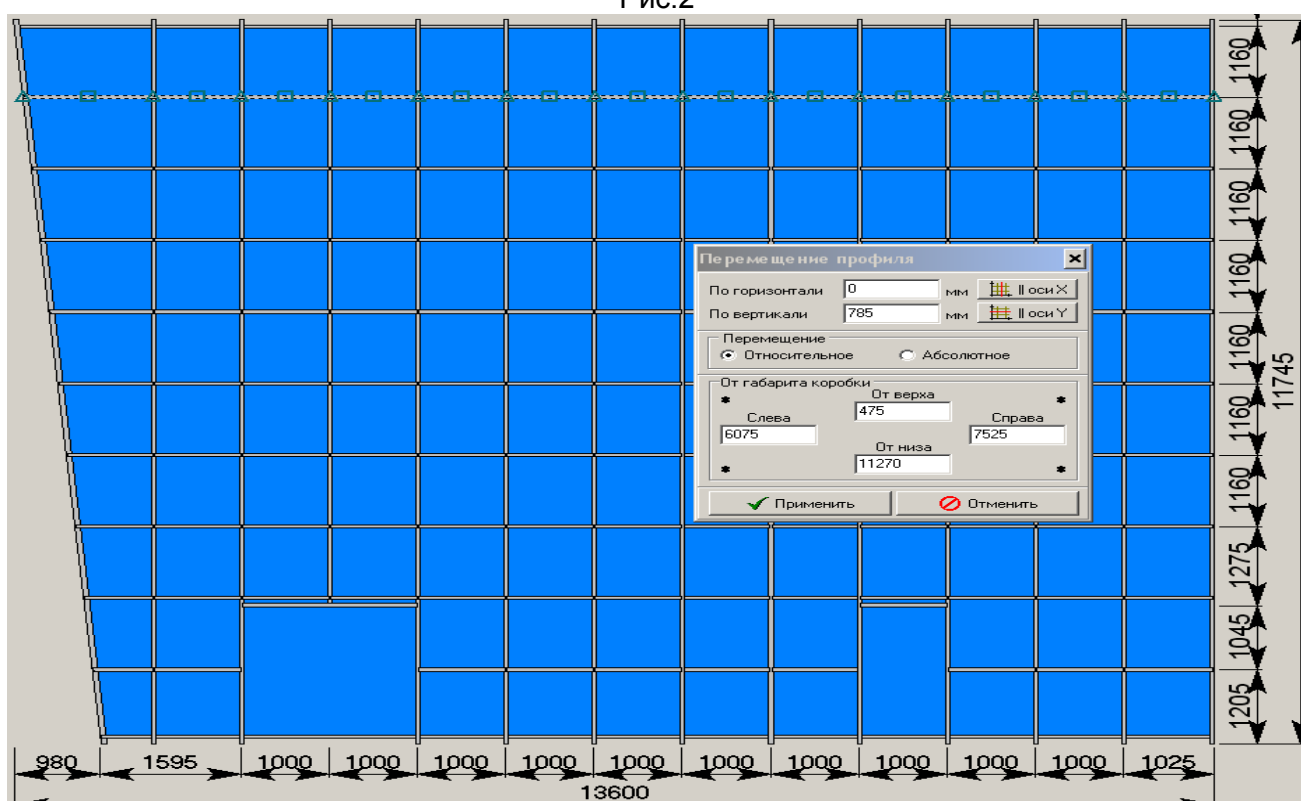 Рис.2
1160
1160
1160
1160
1160
1160
1160
1275
1045
1205
11745
Перемещение профиля
По горизонтали 0 мм || оси X
По вертикали 785 мм || оси Y
Перемещение
Относительное Абсолютное
От габарита коробки
* От верха *
475
Слева Справа
6075 7525
От низа
* 11270 *
Применить Отменить
980 1595 1000 1000 1000 1000 1000 1000 1000 1000 1000 1000 1025
13600